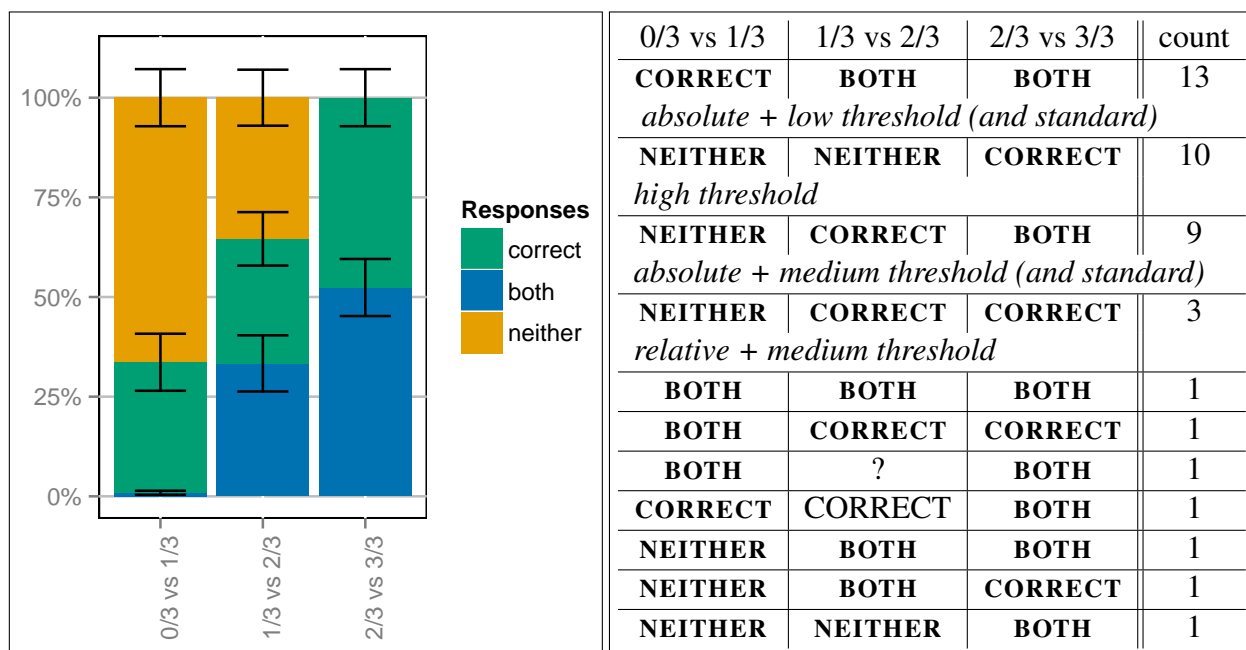 100%
75%
50%
25%
0%
0/3 vs 1/3
1/3 vs 2/3
2/3 vs 3/3
Responses
correct
both
neither
0/3 vs 1/3 1/3 vs 2/3 2/3 vs 3/3 count
CORRECT BOTH BOTH 13
absolute + low threshold (and standard)
NEITHER NEITHER CORRECT 10
high threshold
NEITHER CORRECT BOTH 9
absolute + medium threshold (and standard)
NEITHER CORRECT CORRECT 3
relative + medium threshold
BOTH BOTH BOTH 1
BOTH CORRECT CORRECT 1
BOTH ? BOTH 1
CORRECT CORRECT BOTH 1
NEITHER BOTH BOTH 1
NEITHER BOTH CORRECT 1
NEITHER NEITHER BOTH 1